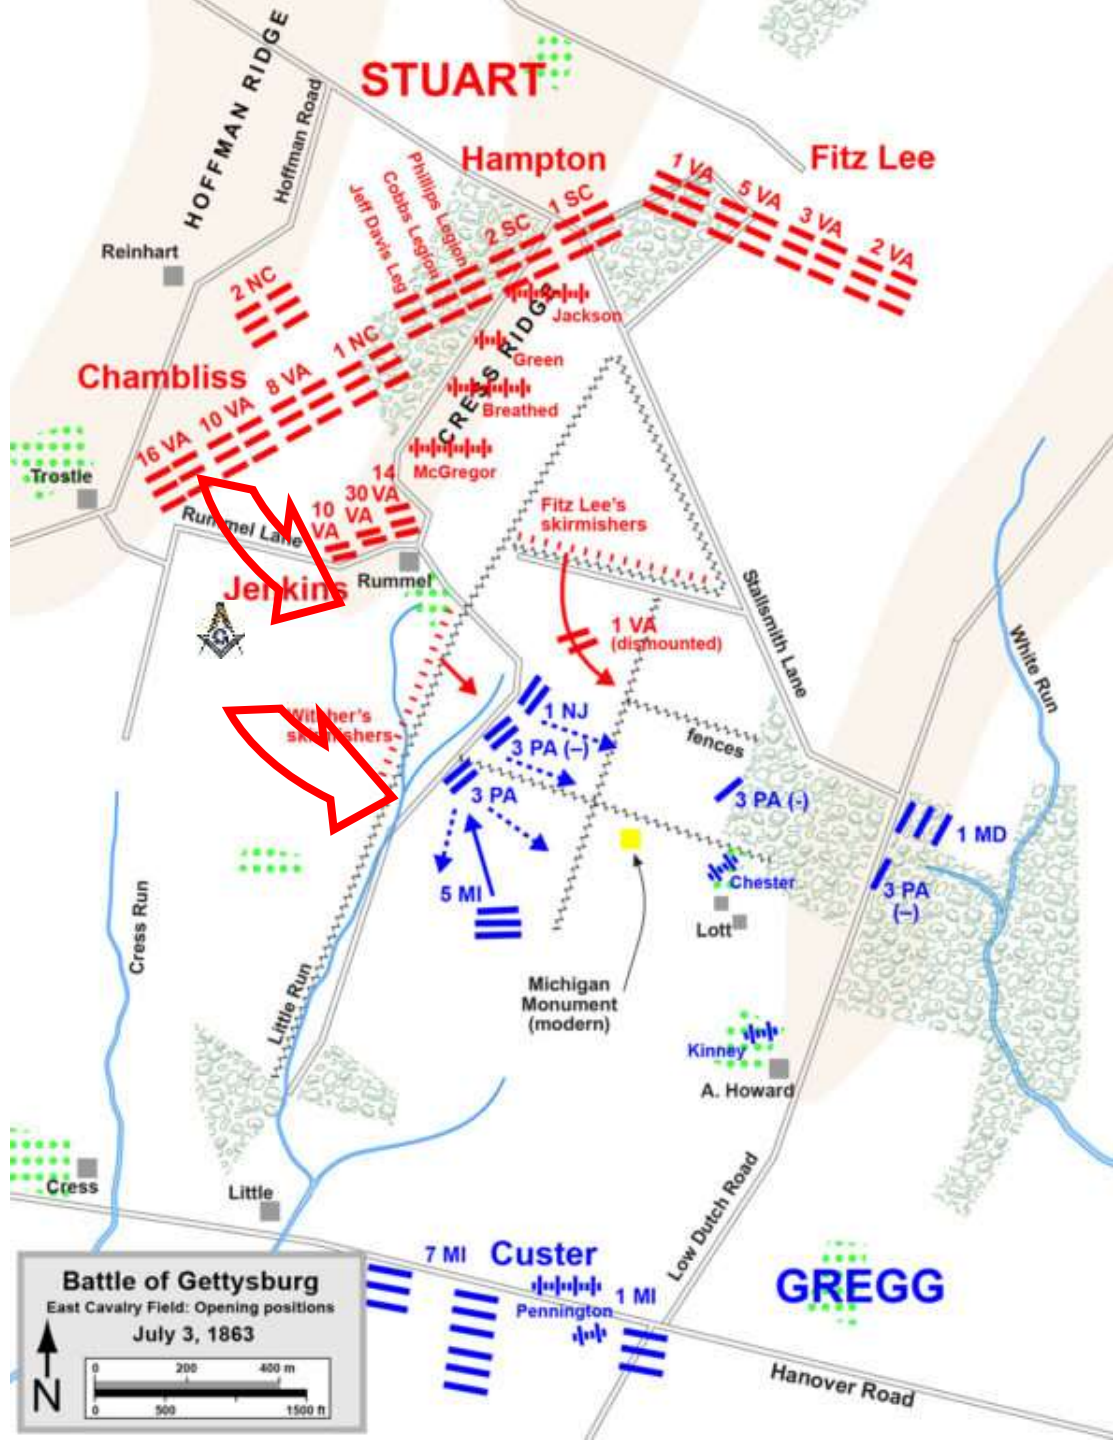 STUART
HOFFMAN RIDGE
Hoffman Road
Hampton
Fitz Lee
1 VA
5 VA
3 VA
2 VA
1 SC
2 SC
Phillips Legion
Cobbs Legion
Jeff Davis Leg
Reinhart
2 NC
CRESS RIDGE
Jackson
Green
Breathed
McGregor
1 NC
8 VA
10 VA
16 VA
Chambliss
Trostle
Rummel Lane
10
VA
30
VA
14
VA
Jenkins
Rummel
Fitz Lee's
skirmishers
1 VA
(dismounted)
Stallsmith Lane
White Run
Witcher's
skirmishers
1 NJ
3 PA (–)
3 PA
fences
3 PA (-)
1 MD
3 PA
(–)
Chester
Lott
5 MI
Cress Run
Little Run
Michigan
Monument
(modern)
Kinney
A. Howard
Cress
Little
Low Dutch Road
7 MI
Custer
Pennington
1 MI
GREGG
Hanover Road
Battle of Gettysburg
East Cavalry Field: Opening positions
July 3, 1863
N
0 200 400 m
0 500 1500 ft